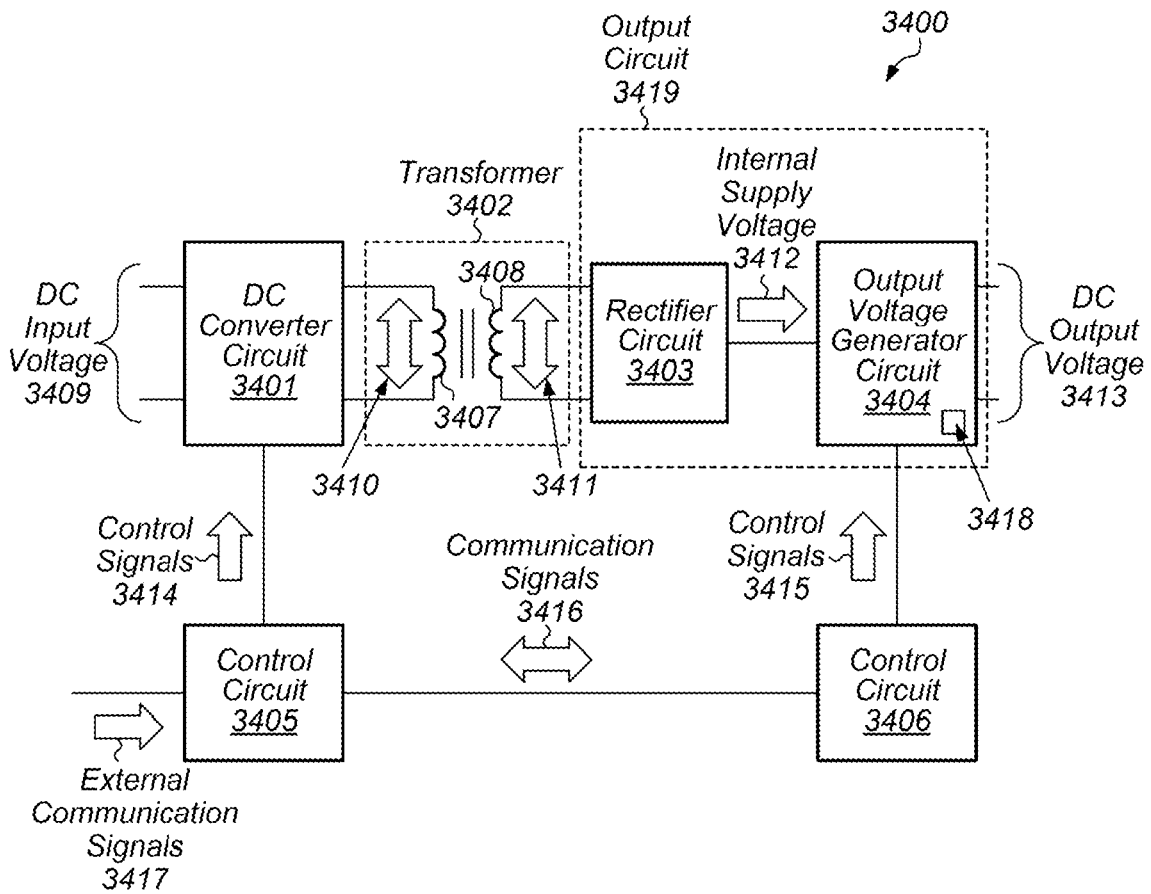 Output
Circuit
3419
3400
Transformer
3402
Internal
Supply
Voltage
3412
DC
Input
Voltage
3409
DC
Converter
Circuit
3401
3408
3407
Rectifier
Circuit
3403
Output
Voltage
Generator
Circuit
3404
DC
Output
Voltage
3413
3410
3411
3418
Control
Signals
3414
Communication
Signals
3416
Control
Signals
3415
Control
Circuit
3405
Control
Circuit
3406
External
Communication
Signals
3417